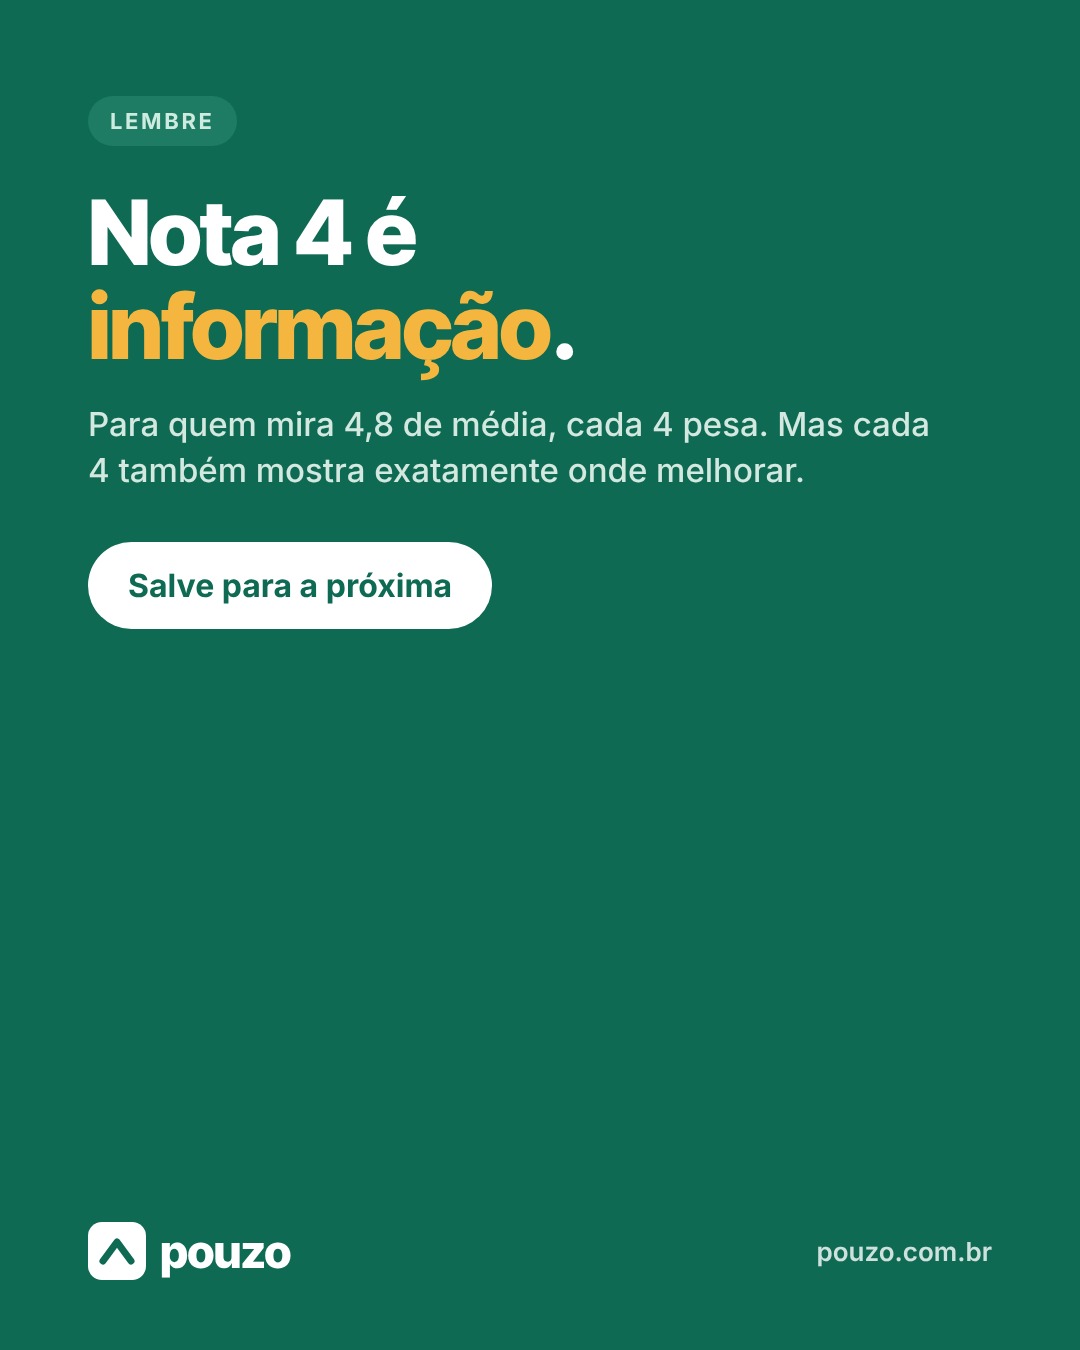 LEMBRE
Nota 4 é
informação.
Para quem mira 4,8 de média, cada 4 pesa. Mas cada
4 também mostra exatamente onde melhorar.
Salve para a próxima
pouzo
pouzo.com.br